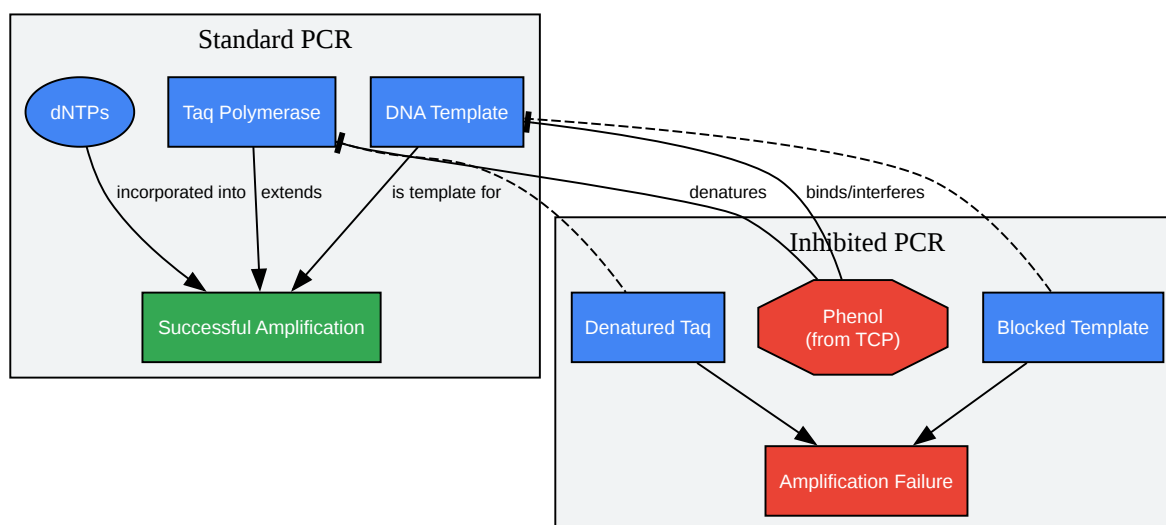 Standard PCR
dNTPs
Taq Polymerase
DNA Template
incorporated into
extends
is template for
denatures
binds/interferes
Successful Amplification
Inhibited PCR
Denatured Taq
Phenol
(from TCP)
Blocked Template
Amplification Failure